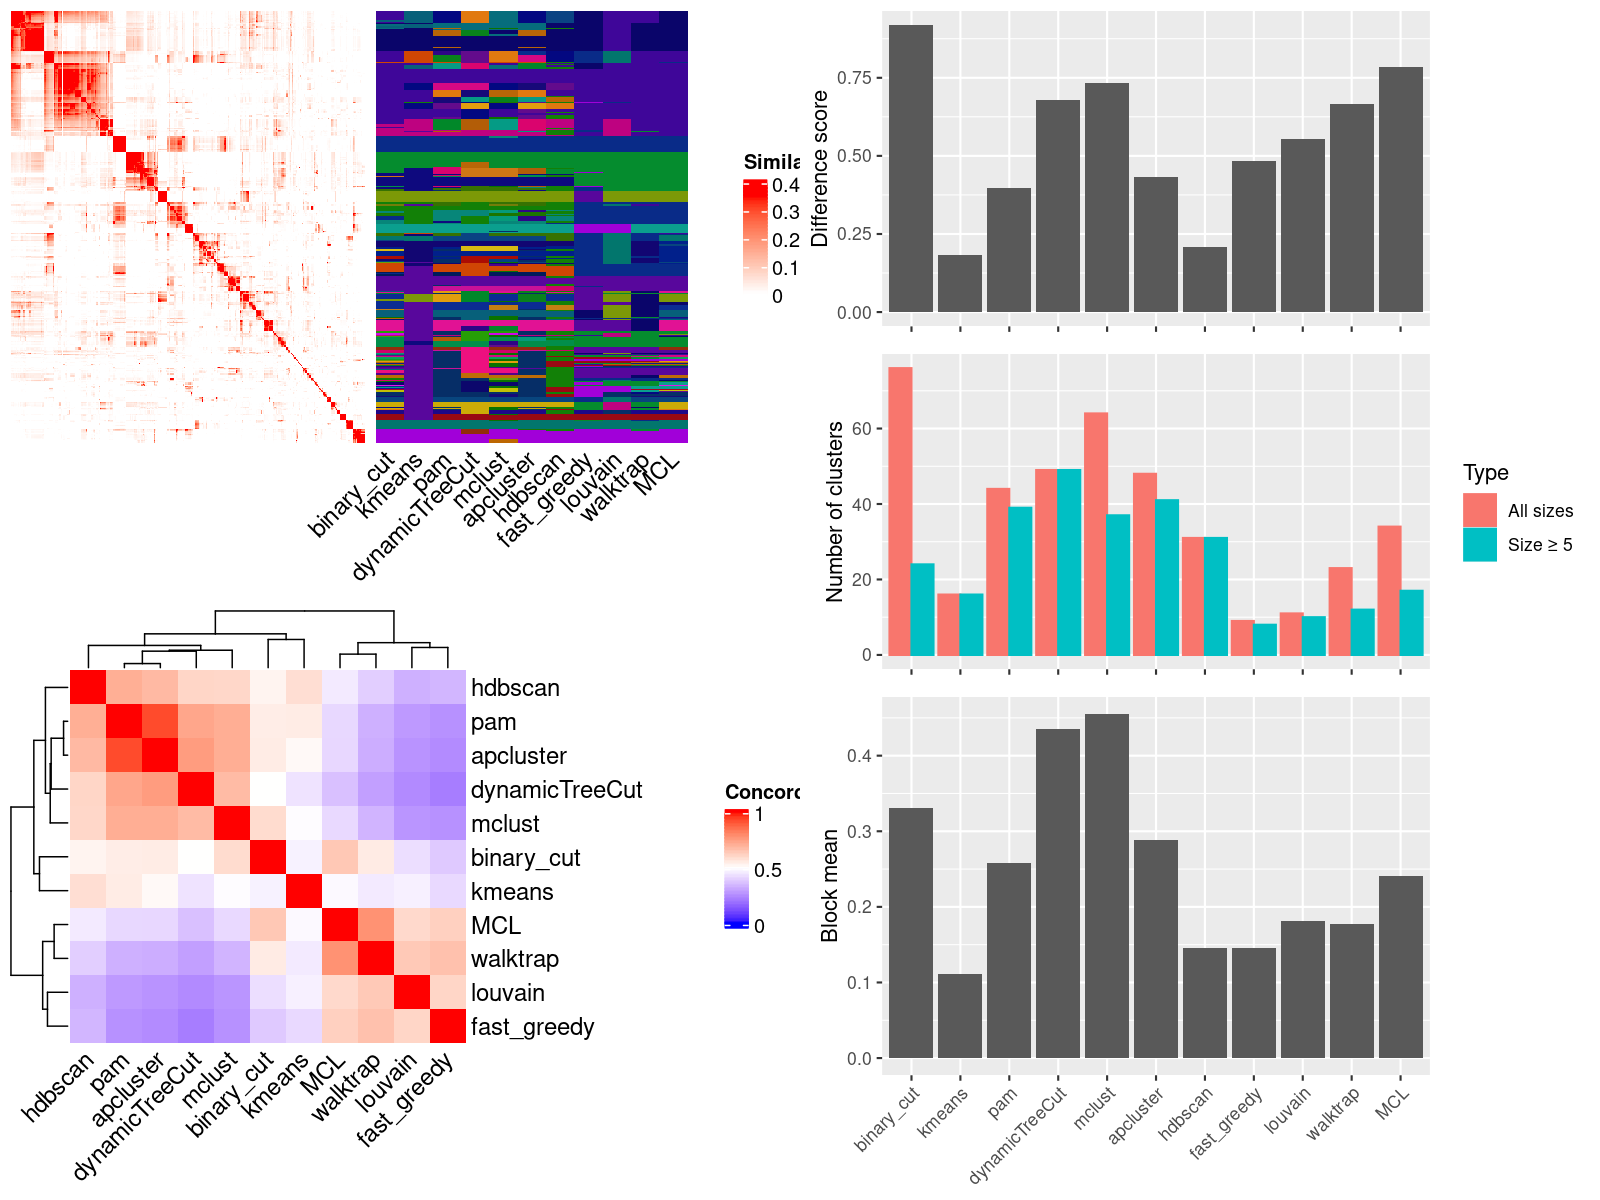 Simila
0.4
0.3
0.2
0.1
0
binary_cut
kmeans
pam
dynamicTreeCut
mclust
apcluster
hdbscan
fast_greedy
louvain
walktrap
MCL
hdbscan
pam
apcluster
dynamicTreeCut
mclust
binary_cut
kmeans
MCL
walktrap
louvain
fast_greedy
hdbscan
pam
apcluster
dynamicTreeCut
mclust
binary_cut
kmeans
MCL
walktrap
louvain
fast_greedy
Concord
1
0.5
0
Difference score
0.75
0.50
0.25
0.00
Number of clusters
60
40
20
0
Type
All sizes
Size ≥ 5
Block mean
0.4
0.3
0.2
0.1
0.0
binary_cut
kmeans
pam
dynamicTreeCut
mclust
apcluster
hdbscan
fast_greedy
louvain
walktrap
MCL